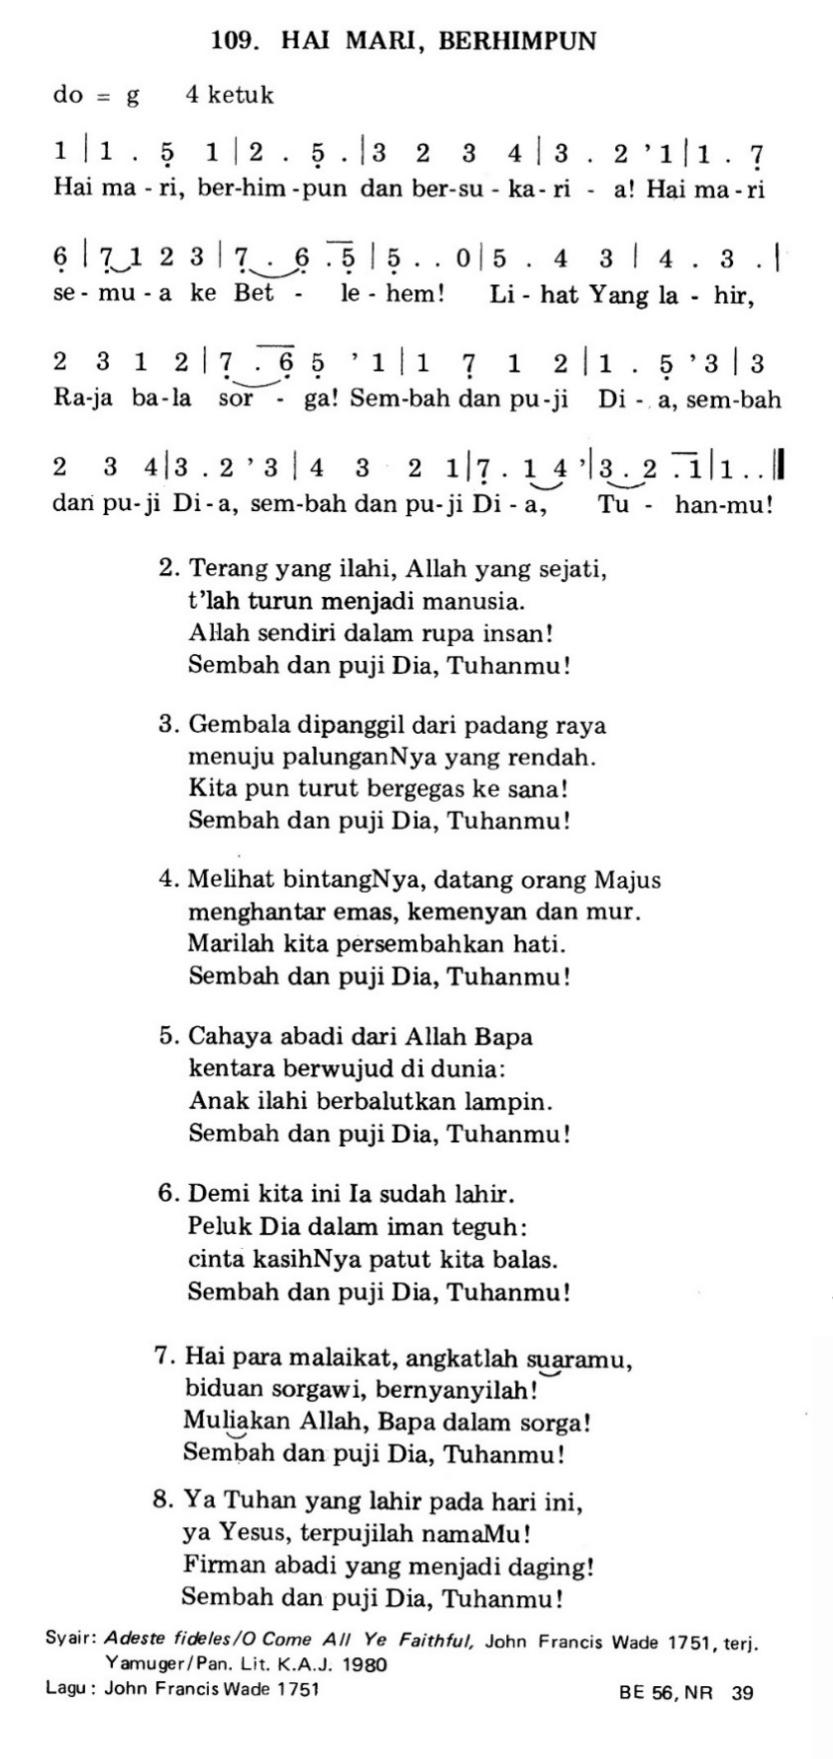 109. HAI MARI, BERHIMPUN
do = g 4 ketuk
1 | 1 . 5̣ 1 | 2 . 5̣ . | 3 2 3 4 | 3 . 2 ’ 1 | 1 . 7̣
Hai ma - ri, ber-him -pun dan ber-su - ka- ri - a! Hai ma - ri
6̣ | 7̣ 1 2 3 | 7̣ . 6̣ . 5̣ | 5̣ . . 0 | 5 . 4 3 | 4 . 3 . |
se - mu - a ke Bet - le - hem! Li - hat Yang la - hir,
2 3 1 2 | 7̣ . 6̣ 5̣ ’ 1 | 1 7̣ 1 2 | 1 . 5̣ ’ 3 | 3
Ra-ja ba-la sor - ga! Sem-bah dan pu-ji Di - a, sem-bah
2 3 4 | 3 . 2 ’ 3 | 4 3 2 1 | 7̣ . 1 4 ’ | 3 . 2 . 1 | 1 . . ||
dan pu-ji Di-a, sem-bah dan pu-ji Di - a, Tu - han-mu!
2. Terang yang ilahi, Allah yang sejati,
t’lah turun menjadi manusia.
Allah sendiri dalam rupa insan!
Sembah dan puji Dia, Tuhanmu!
3. Gembala dipanggil dari padang raya
menuju palunganNya yang rendah.
Kita pun turut bergegas ke sana!
Sembah dan puji Dia, Tuhanmu!
4. Melihat bintangNya, datang orang Majus
menghantar emas, kemenyan dan mur.
Marilah kita persembahkan hati.
Sembah dan puji Dia, Tuhanmu!
5. Cahaya abadi dari Allah Bapa
kentara berwujud di dunia:
Anak ilahi berbalutkan lampin.
Sembah dan puji Dia, Tuhanmu!
6. Demi kita ini Ia sudah lahir.
Peluk Dia dalam iman teguh:
cinta kasihNya patut kita balas.
Sembah dan puji Dia, Tuhanmu!
7. Hai para malaikat, angkatlah suaramu,
biduan sorgawi, bernyanyilah!
Muliakan Allah, Bapa dalam sorga!
Sembah dan puji Dia, Tuhanmu!
8. Ya Tuhan yang lahir pada hari ini,
ya Yesus, terpujilah namaMu!
Firman abadi yang menjadi daging!
Sembah dan puji Dia, Tuhanmu!
Syair: Adeste fideles/O Come All Ye Faithful, John Francis Wade 1751, terj.
Yamuger/Pan. Lit. K.A.J. 1980
Lagu : John Francis Wade 1751
BE 56, NR 39